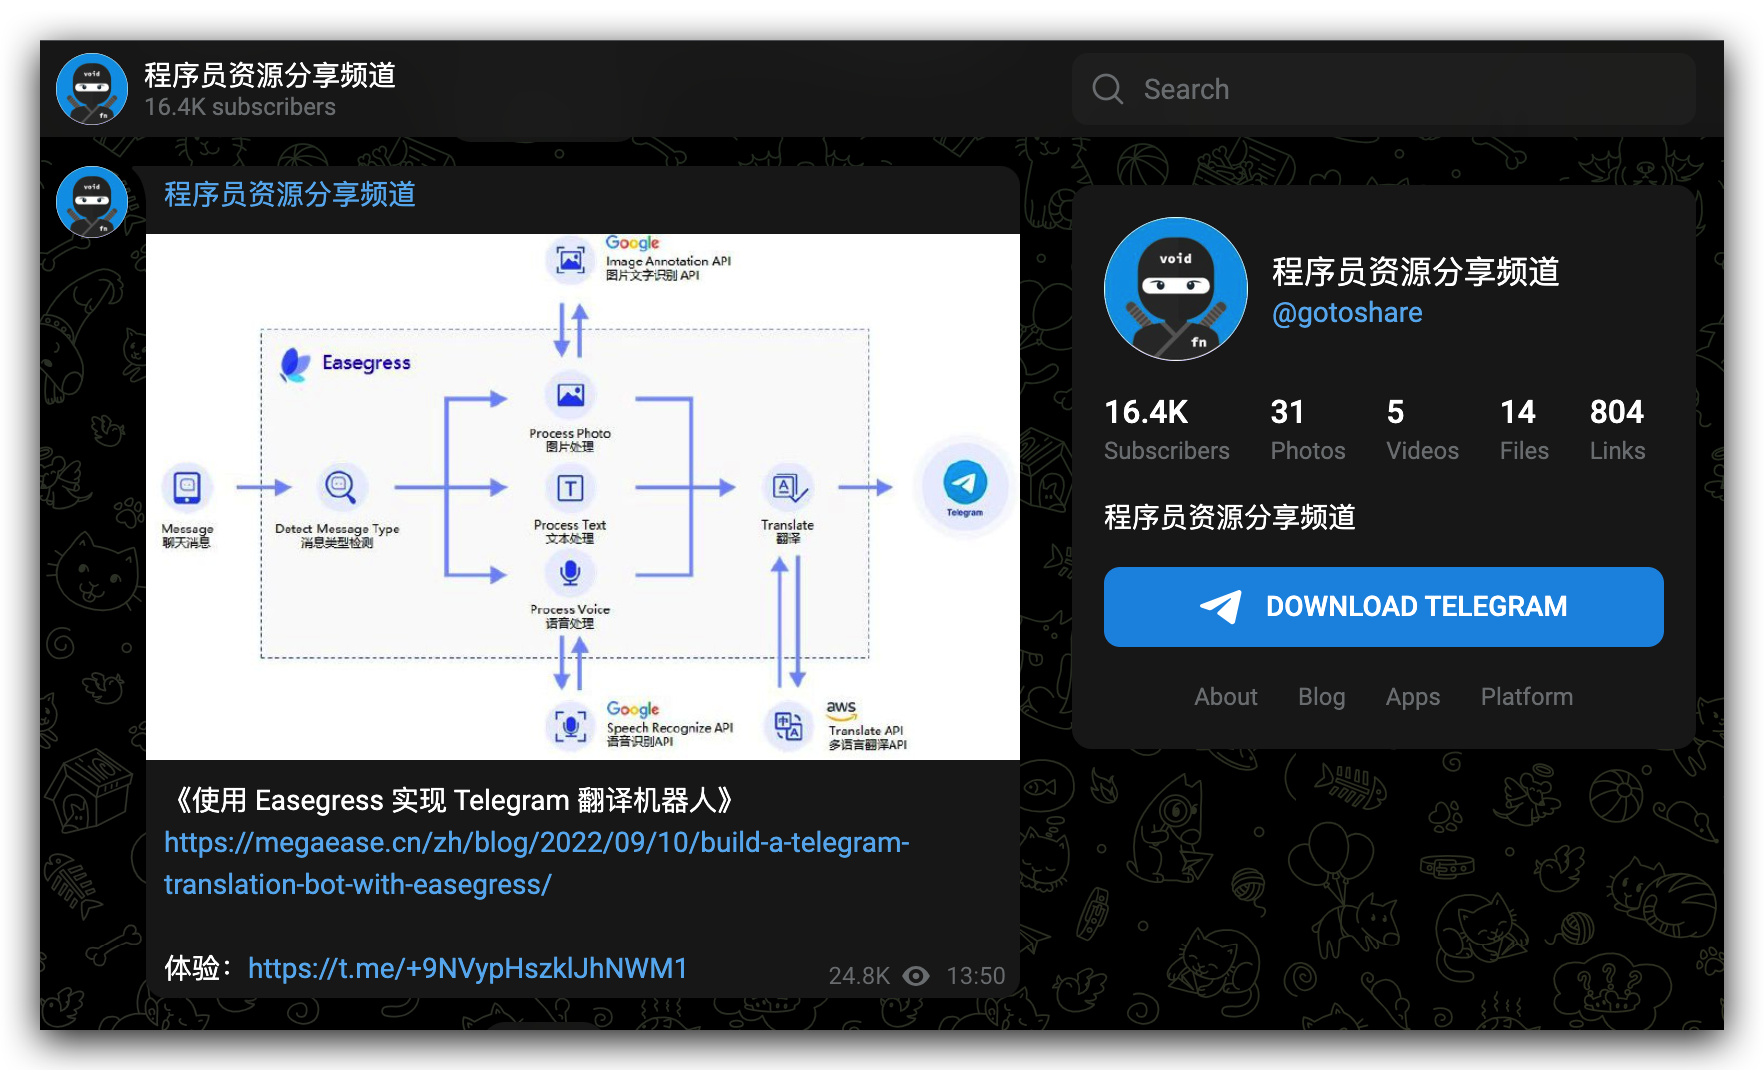 程序员资源分享频道
16.4K subscribers
Search
void
fn
程序员资源分享频道
void
fn
Google
Image Annotation API
图片文字识别 API
Easegress
Process Photo
图片处理
Message
聊天消息
Detect Message Type
消息类型检测
T
Process Text
文本处理
A
Translate
翻译
Telegram
Process Voice
语音处理
Google
Speech Recognize API
语音识别API
中
A
aws
Translate API
多语言翻译API
《使用 Easegress 实现 Telegram 翻译机器人》
https://megaease.cn/zh/blog/2022/09/10/build-a-telegram-
translation-bot-with-easegress/
体验：https://t.me/+9NVypHszklJhNWM1
24.8K 13:50
void
fn
程序员资源分享频道
@gotoshare
16.4K 31 5 14 804
Subscribers Photos Videos Files Links
程序员资源分享频道
DOWNLOAD TELEGRAM
About Blog Apps Platform